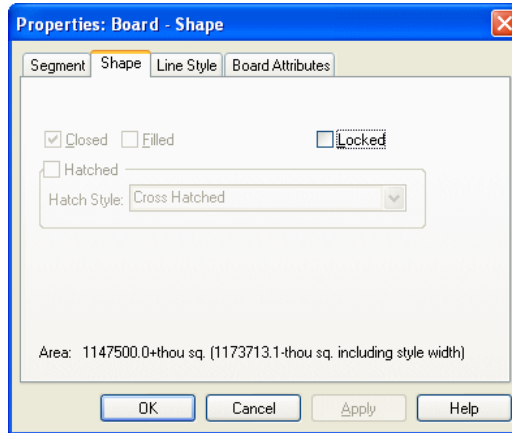 Properties: Board - Shape
Segment Shape Line Style Board Attributes
Closed Filled Locked
Hatched
Hatch Style: Cross Hatched
Area: 1147500.0+thou sq. (1173713.1-thou sq. including style width)
OK Cancel Apply Help